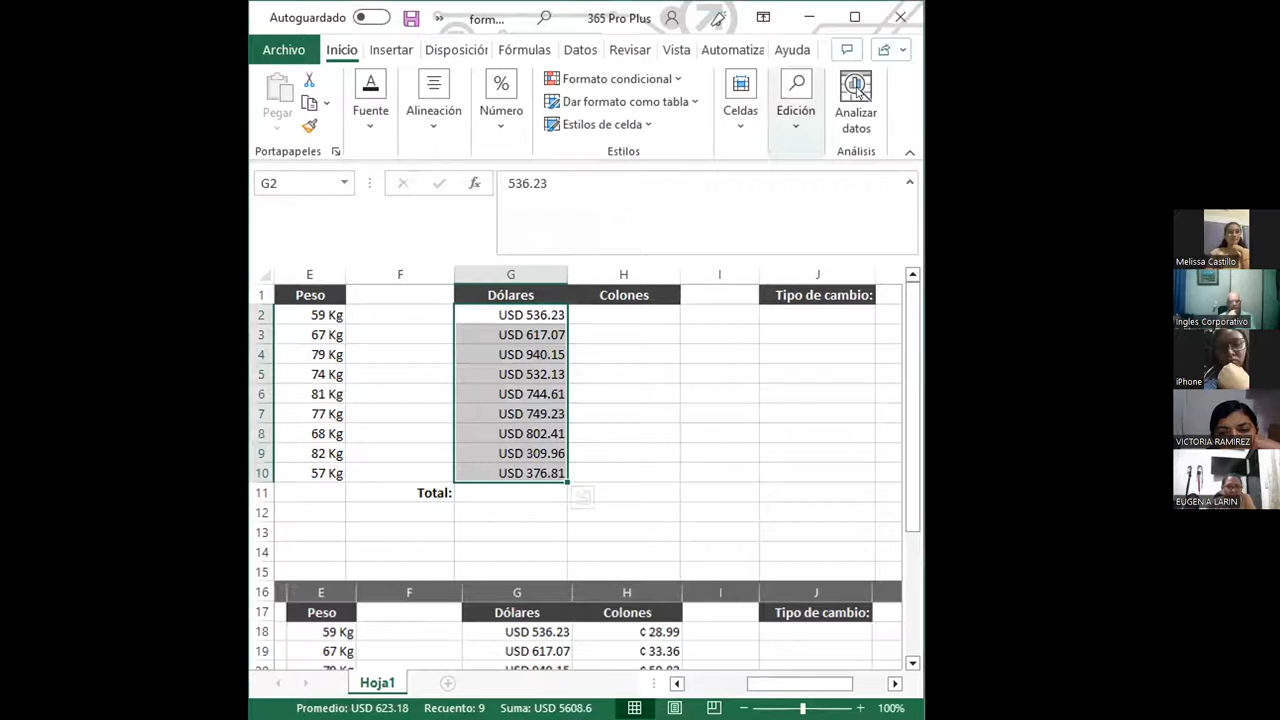 Autoguardado
form...
365 Pro Plus
Archivo Inicio Insertar Disposició Fórmulas Datos Revisar Vista Automatiza Ayuda
Pegar
Fuente
Alineación
Número
Formato condicional
Dar formato como tabla
Estilos de celda
Celdas
Edición
Analizar datos
Portapapeles
Estilos
Análisis
G2
fx
536.23
E F G H I J
1 Peso Dólares Colones Tipo de cambio:
2 59 Kg USD 536.23
3 67 Kg USD 617.07
4 79 Kg USD 940.15
5 74 Kg USD 532.13
6 81 Kg USD 744.61
7 77 Kg USD 749.23
8 68 Kg USD 802.41
9 82 Kg USD 309.96
10 57 Kg USD 376.81
11 Total:
12
13
14
15
16 E F G H I J
17 Peso Dólares Colones Tipo de cambio:
18 59 Kg USD 536.23 ₡ 28.99
19 67 Kg USD 617.07 ₡ 33.36
Hoja1
Promedio: USD 623.18 Recuento: 9 Suma: USD 5608.6 100%
Melissa Castillo
Ingles Corporativo
iPhone
VICTORIA RAMIREZ
EUGENIA LARIN